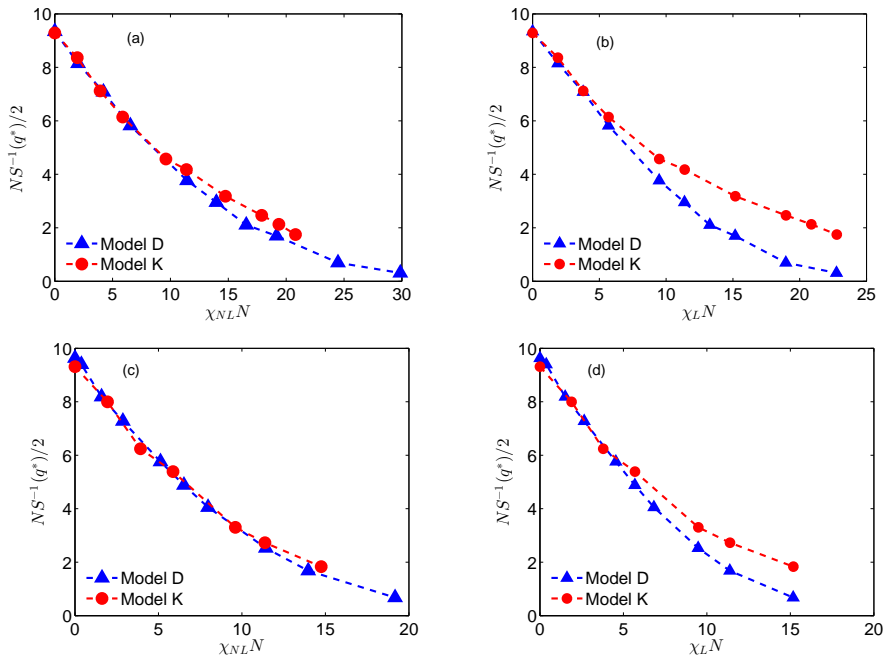 10
8
6
4
2
0
NS⁻¹(q*)/2
(a)
Model D
Model K
0 5 10 15 20 25 30
χ_{NL}N
10
8
6
4
2
0
NS⁻¹(q*)/2
(b)
Model D
Model K
0 5 10 15 20 25
χ_L N
10
8
6
4
2
0
NS⁻¹(q*)/2
(c)
Model D
Model K
0 5 10 15 20
χ_{NL}N
10
8
6
4
2
0
NS⁻¹(q*)/2
(d)
Model D
Model K
0 5 10 15 20
χ_L N